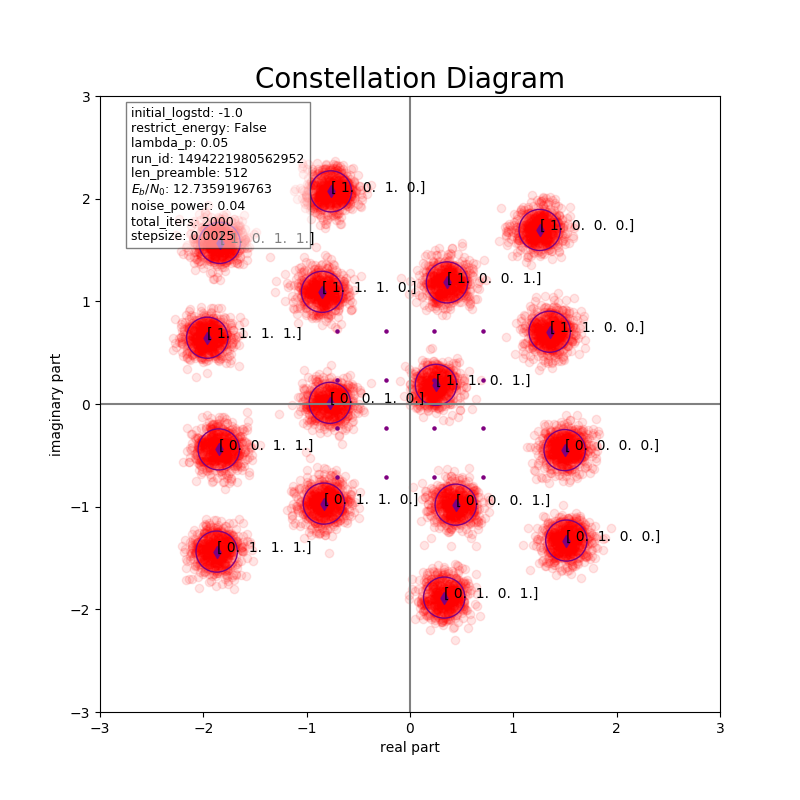 Constellation Diagram
initial_logstd: -1.0
restrict_energy: False
lambda_p: 0.05
run_id: 1494221980562952
len_preamble: 512
E_b/N_0: 12.7359196763
noise_power: 0.04
total_iters: 2000
stepsize: 0.0025
[ 1. 0. 1. 0.]
[ 1. 0. 0. 0.]
0. 1. 1.]
[ 1. 0. 0. 1.]
[ 1. 1. 1. 0.]
[ 1. 1. 0. 0.]
[ 1. 1. 1. 1.]
[ 1. 1. 0. 1.]
[ 0. 0. 1. 0.]
[ 0. 0. 1. 1.]
[ 0. 0. 0. 0.]
[ 0. 1. 1. 0.]
[ 0. 0. 0. 1.]
[ 0. 1. 0. 0.]
[ 0. 1. 1. 1.]
[ 0. 1. 0. 1.]
3
2
1
0
−1
−2
−3
−3 −2 −1 0 1 2 3
real part
imaginary part